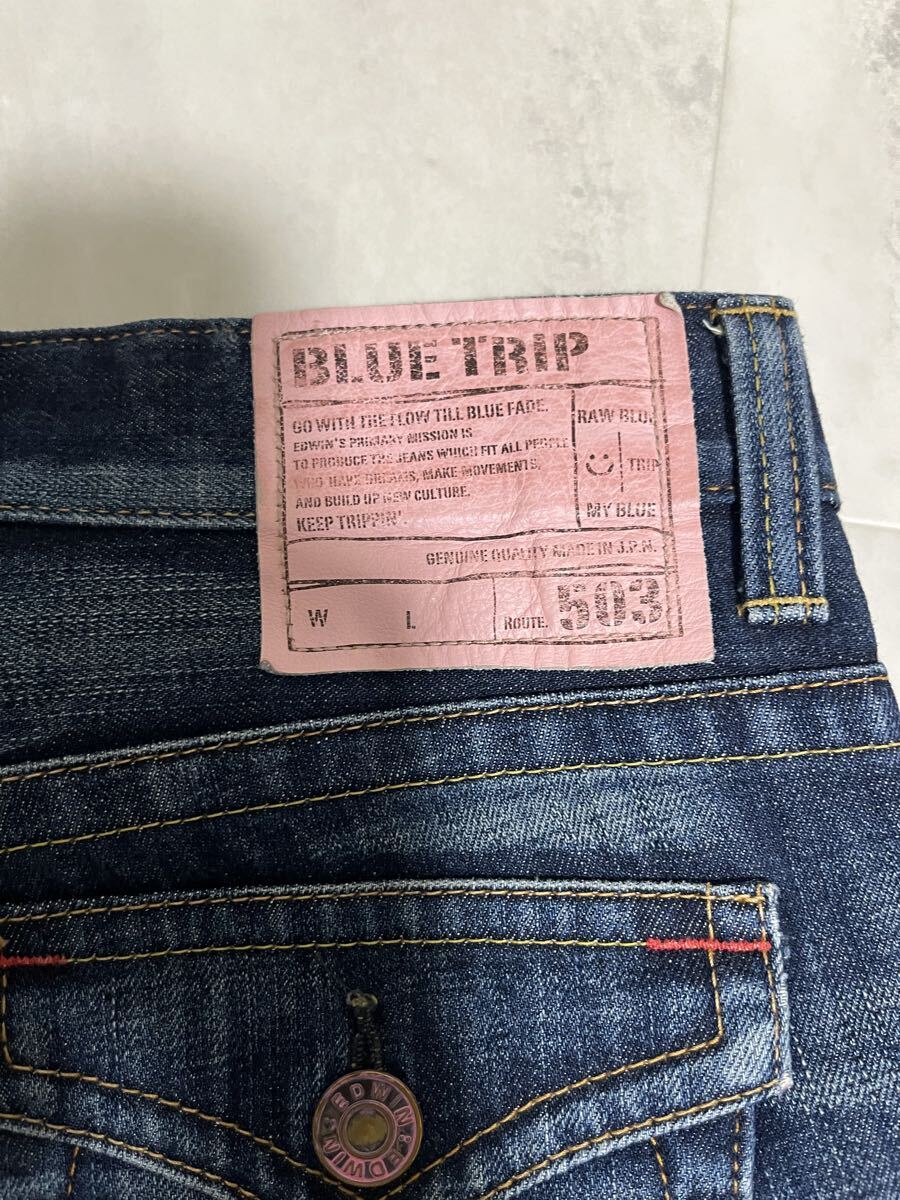 BLUE TRIP
GO WITH THE FLOW TILL BLUE FADE.
EDWIN'S PRIMARY MISSION IS
TO PRODUCE THE JEANS WHICH FIT ALL PEOPLE
WHO HAVE DREAMS, MAKE MOVEMENTS,
AND BUILD UP NEW CULTURE.
KEEP TRIPPIN'
RAW BLU.
TRIP
MY BLUE
GENUINE QUALITY MADE IN J.P.N.
W L ROUTE. 503
EDWIN & EDWIN &